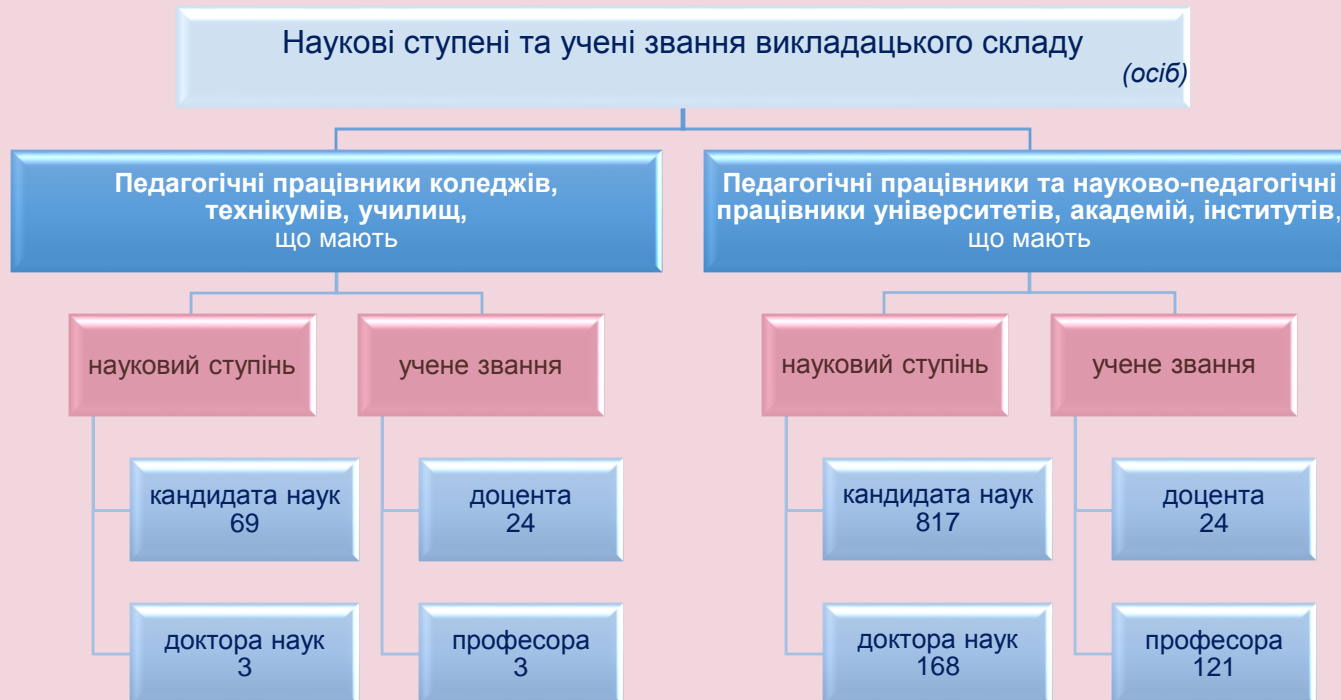 Наукові ступені та учені звання викладацького складу
(осіб)
Педагогічні працівники коледжів,
технікумів, училищ,
що мають
науковий ступінь
учене звання
кандидата наук
69
доцента
24
доктора наук
3
професора
3
Педагогічні працівники та науково-педагогічні
працівники університетів, академій, інститутів,
що мають
науковий ступінь
учене звання
кандидата наук
817
доцента
24
доктора наук
168
професора
121